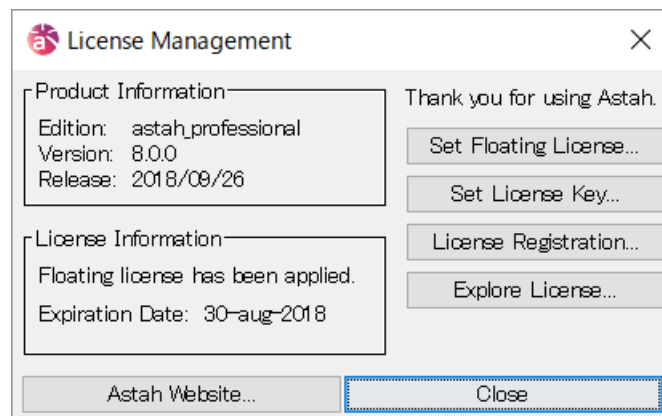 License Management
Product Information
Edition: astah_professional
Version: 8.0.0
Release: 2018/09/26
License Information
Floating license has been applied.
Expiration Date: 30-aug-2018
Thank you for using Astah.
Set Floating License...
Set License Key...
License Registration...
Explore License...
Astah Website...
Close